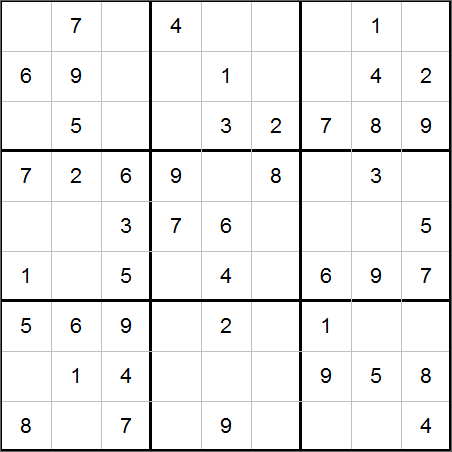 7 4 1
6 9 1 4 2
5 3 2 7 8 9
7 2 6 9 8 3
3 7 6 5
1 5 4 6 9 7
5 6 9 2 1
1 4 9 5 8
8 7 9 4